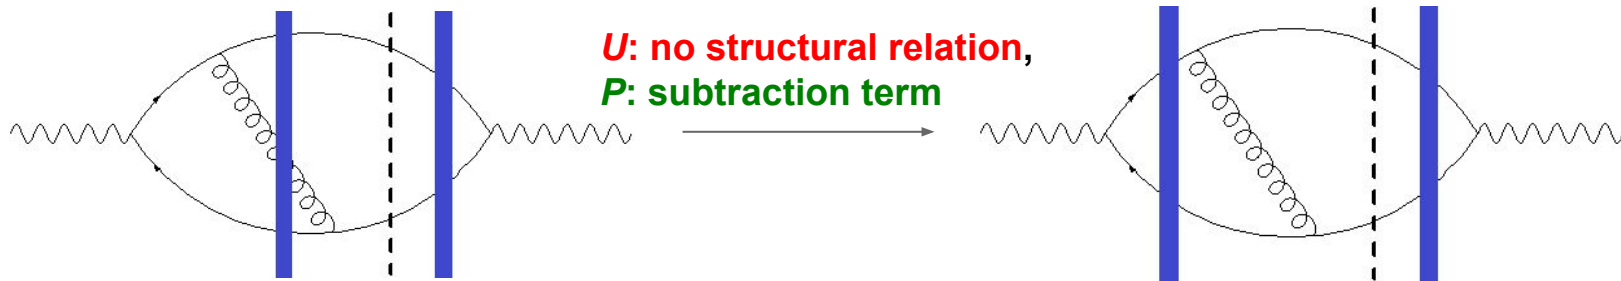 U: no structural relation,
P: subtraction term